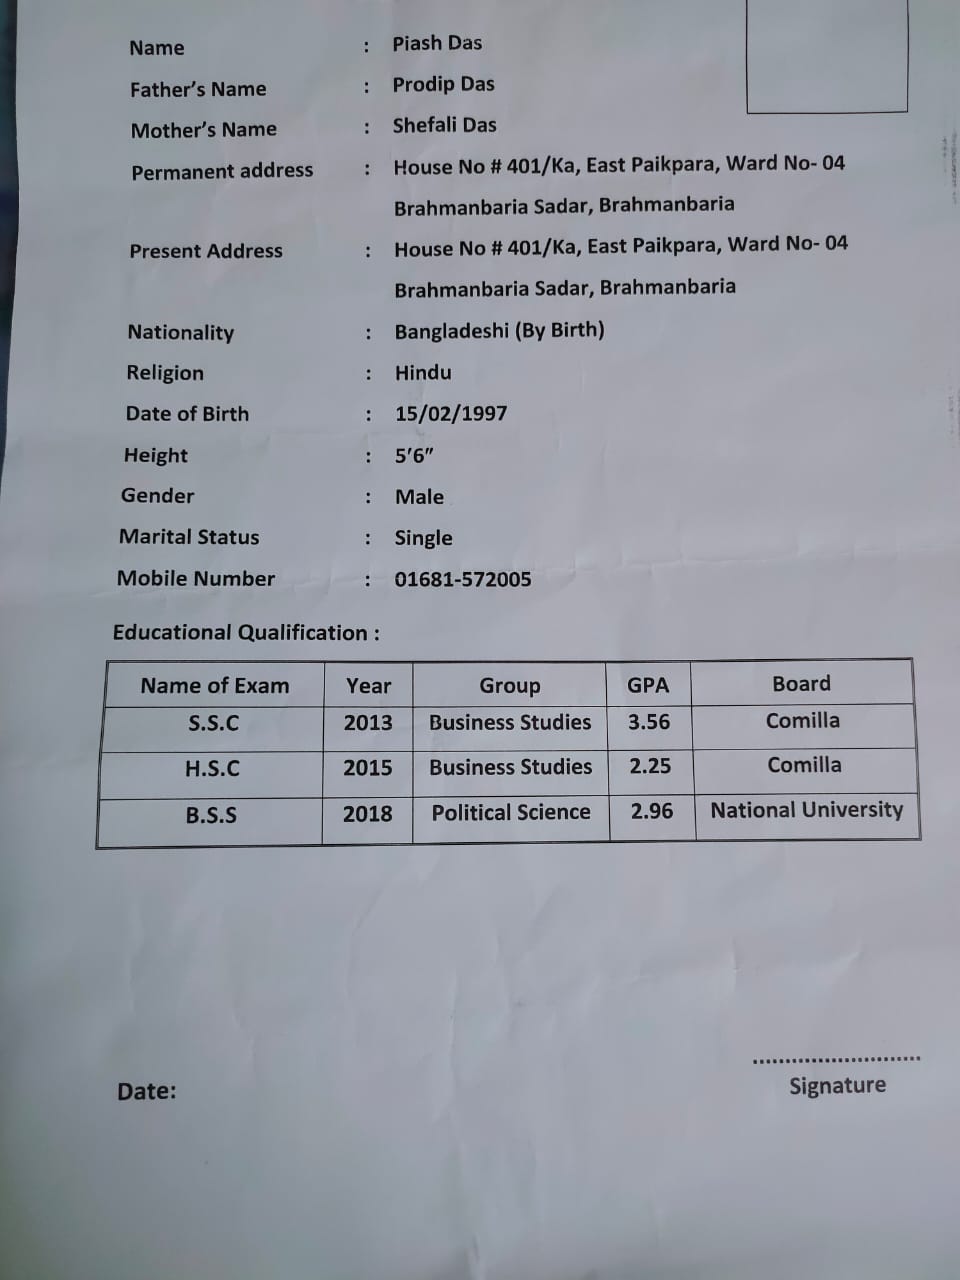 Name : Piash Das
Father's Name : Prodip Das
Mother's Name : Shefali Das
Permanent address : House No # 401/Ka, East Paikpara, Ward No- 04
Brahmanbaria Sadar, Brahmanbaria
Present Address : House No # 401/Ka, East Paikpara, Ward No- 04
Brahmanbaria Sadar, Brahmanbaria
Nationality : Bangladeshi (By Birth)
Religion : Hindu
Date of Birth : 15/02/1997
Height : 5'6"
Gender : Male
Marital Status : Single
Mobile Number : 01681-572005
Educational Qualification :
Name of Exam Year Group GPA Board
S.S.C 2013 Business Studies 3.56 Comilla
H.S.C 2015 Business Studies 2.25 Comilla
B.S.S 2018 Political Science 2.96 National University
Date: Signature